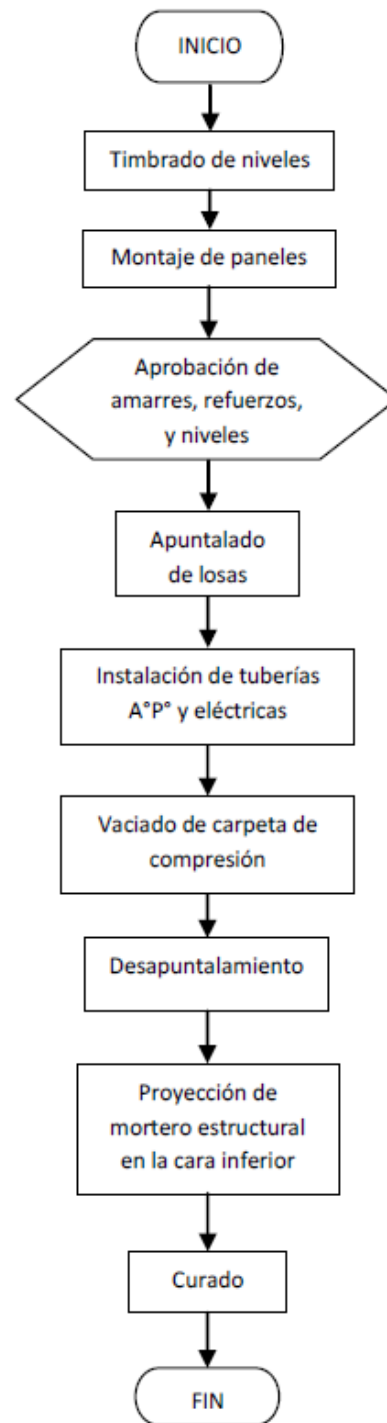 INICIO
Timbrado de niveles
Montaje de paneles
Aprobación de
amarres, refuerzos,
y niveles
Apuntalado
de losas
Instalación de tuberías
A°P° y eléctricas
Vaciado de carpeta de
compresión
Desapuntalamiento
Proyección de
mortero estructural
en la cara inferior
Curado
FIN